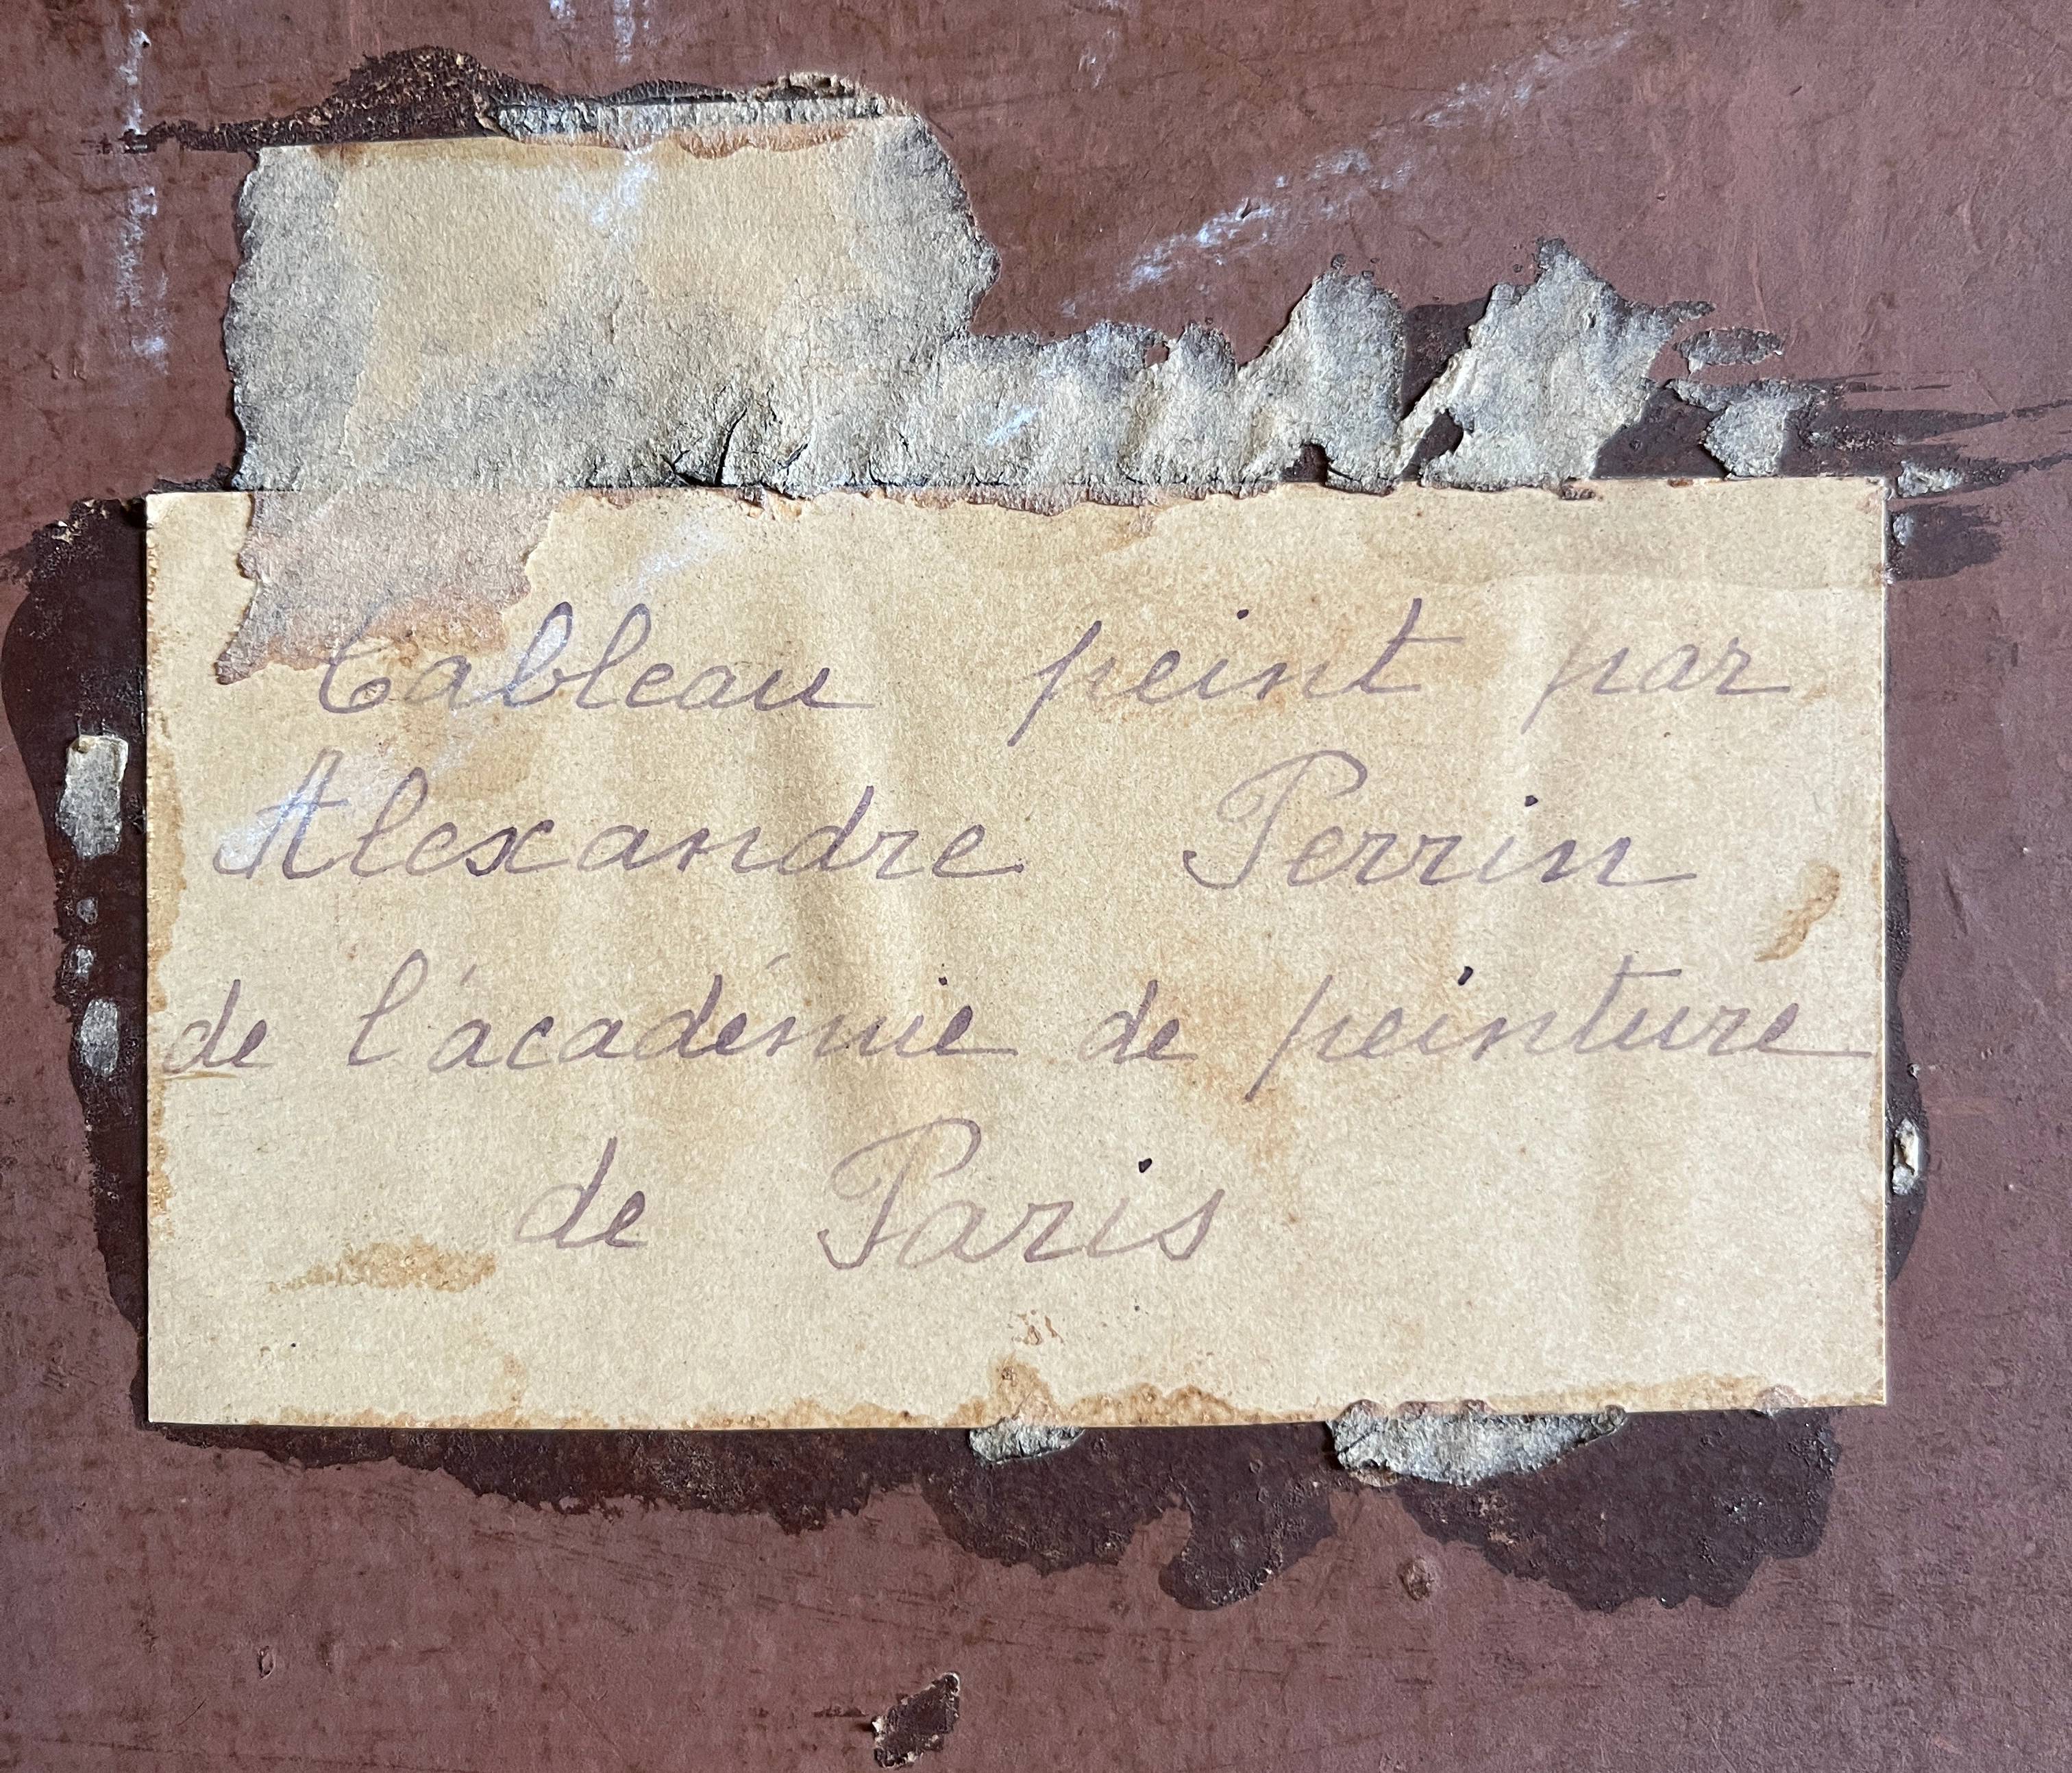 Tableau peint par
Alexandre Perrin
de l'académie de peinture
de Paris